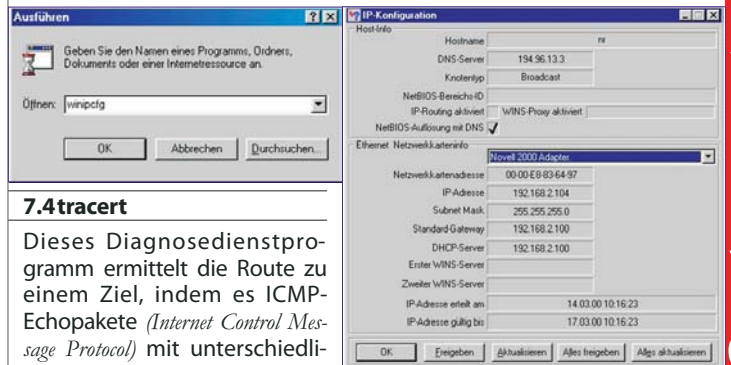 Ausführen
Geben Sie den Namen eines Programms, Ordners,
Dokuments oder einer Internetressource an.
Öffnen: winipcfg
OK Abbrechen Durchsuchen...
7.4 tracert
Dieses Diagnosedienstpro-
gramm ermittelt die Route zu
einem Ziel, indem es ICMP-
Echopakete (Internet Control Mes-
sage Protocol) mit unterschiedli-
IP-Konfiguration
Host-Info
Hostname
DNS-Server 194.96.13.3
Knotentyp Broadcast
NetBIOS-Bereichs-ID
IP-Routing aktiviert WINS-Proxy aktiviert
NetBIOS-Auflösung mit DNS
Ethernet Netzwerkkarteninfo
Novell 2000 Adapter.
Netzwerkkartenadresse 00-00-E8-83-64-97
IP-Adresse 192.168.2.104
Subnet Mask 255.255.255.0
Standard-Gateway 192.168.2.100
DHCP-Server 192.168.2.100
Erster WINS-Server
Zweiter WINS-Server
IP-Adresse erteilt am 14.03.00 10:16:23
IP-Adresse gültig bis 17.03.00 10:16:23
OK Freigeben Aktualisieren Alles freigeben Alles aktualisieren